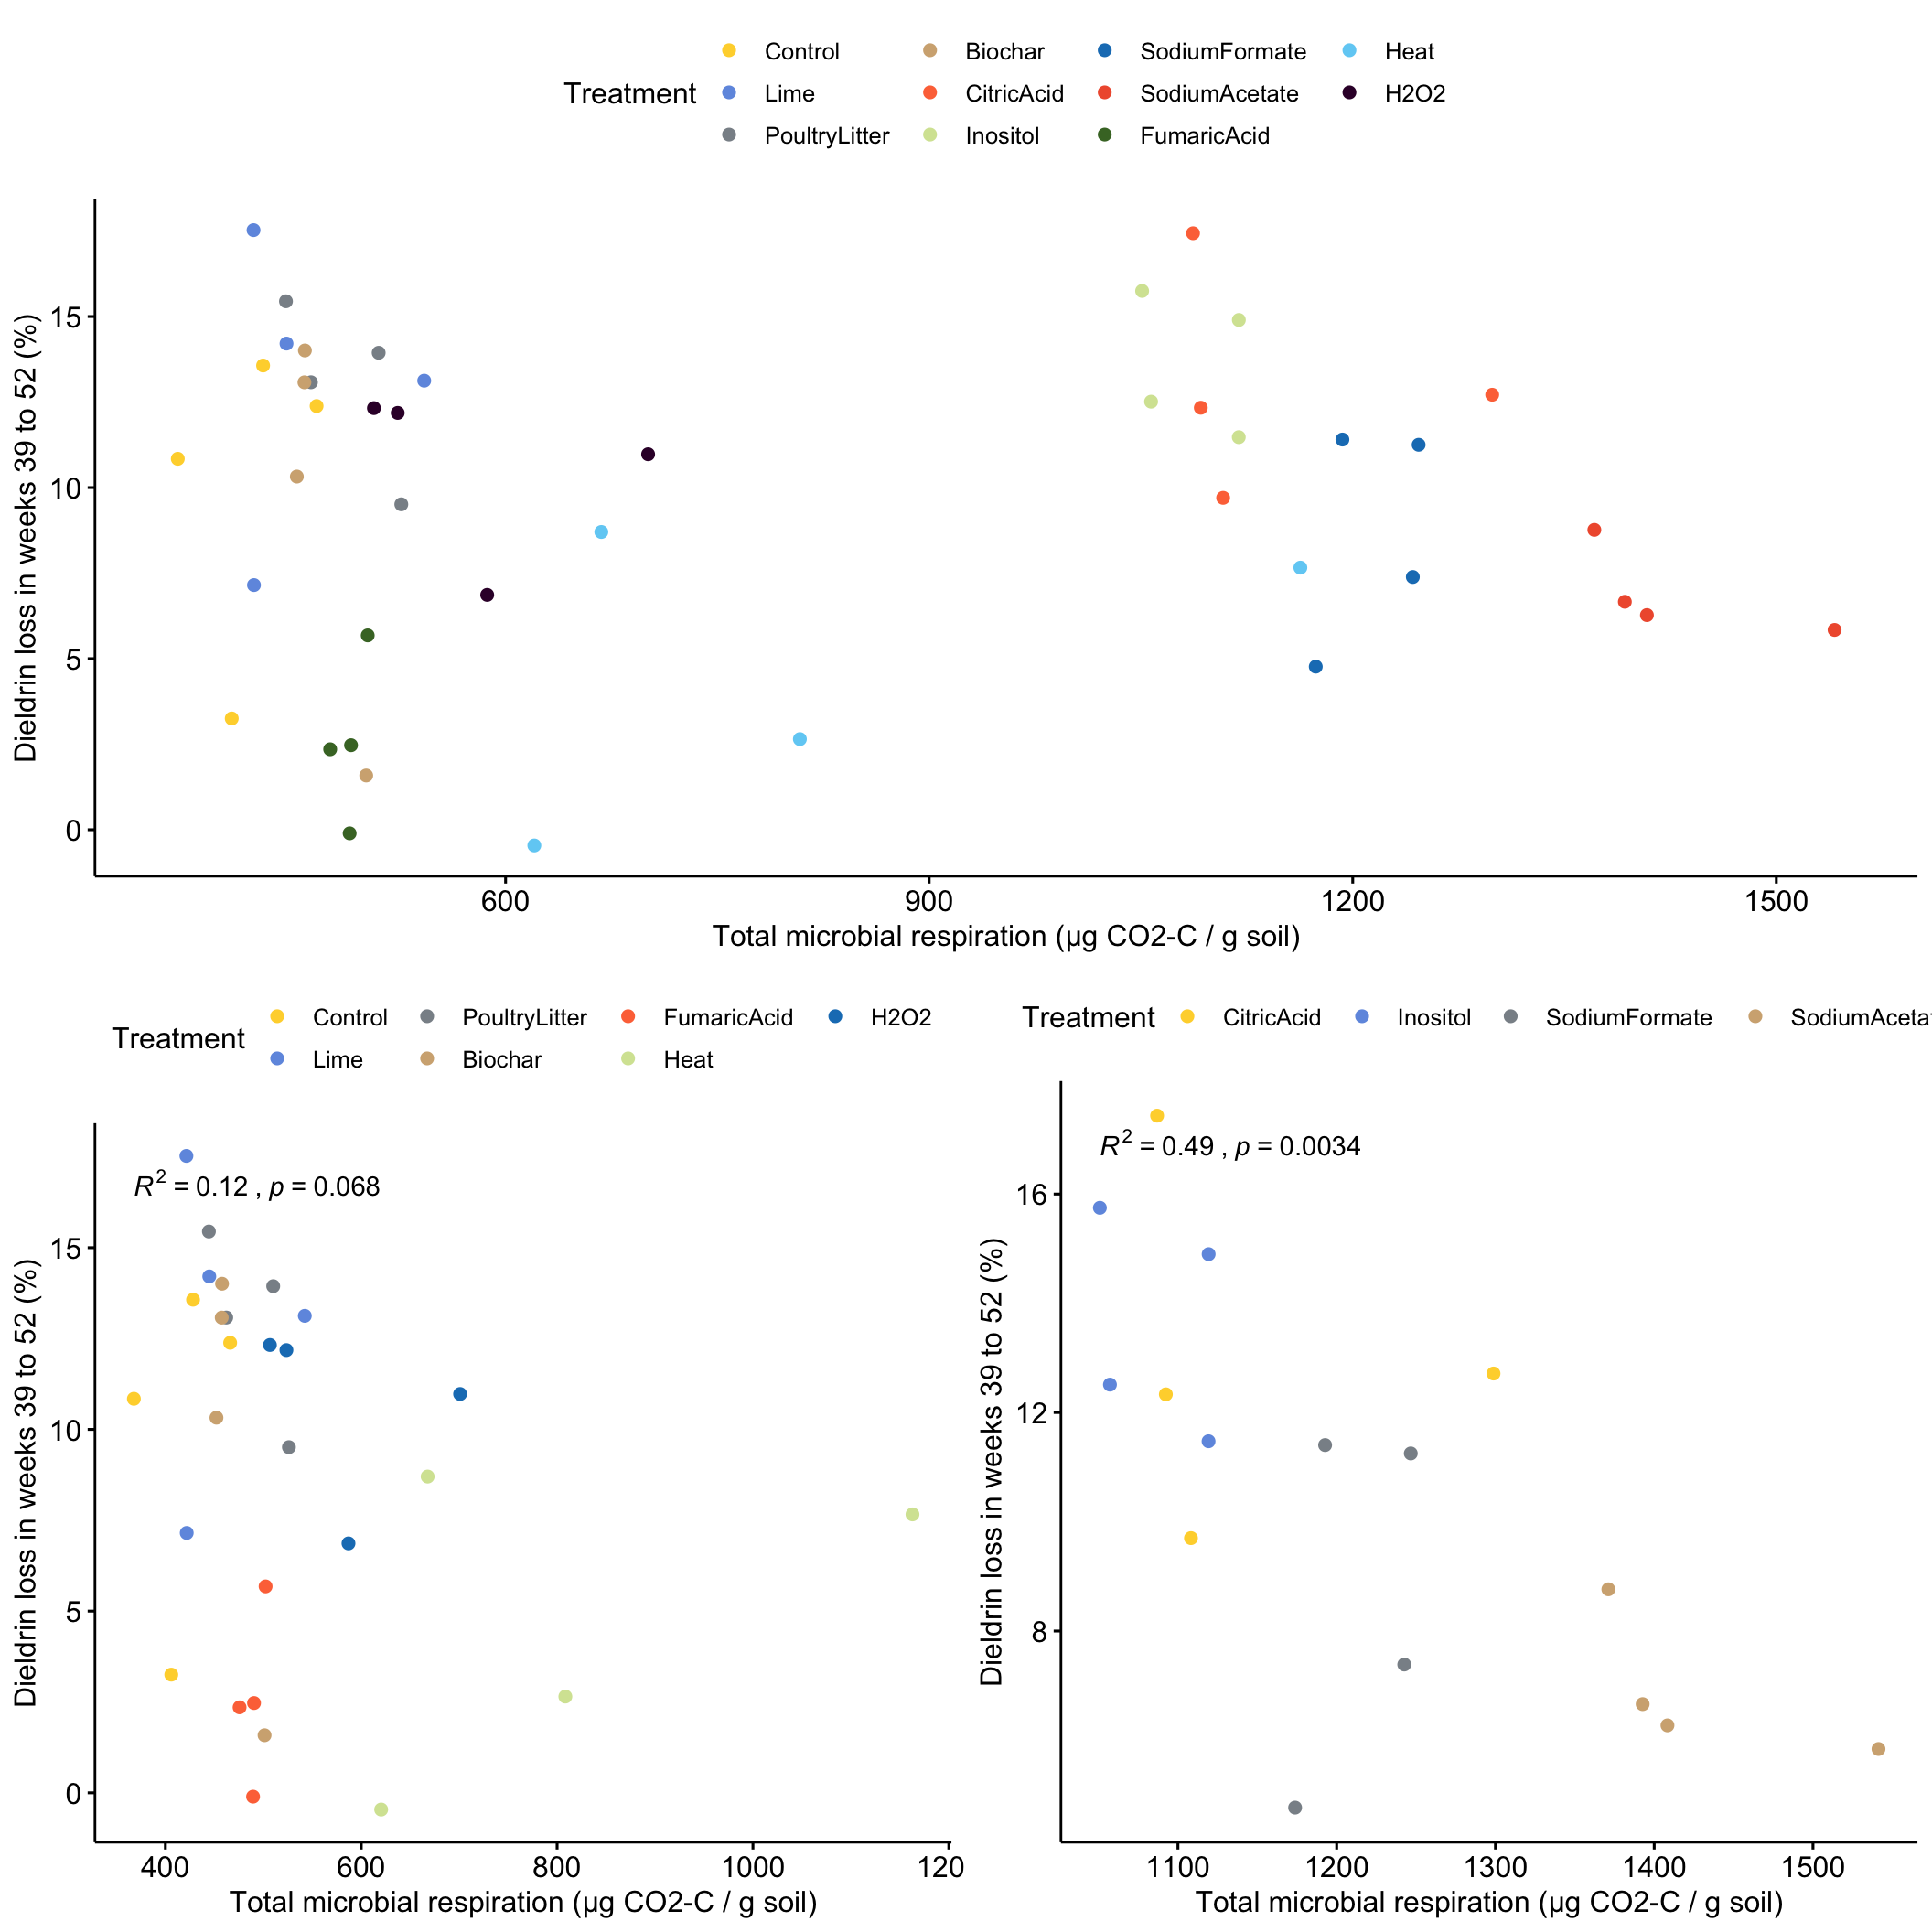 Treatment
Control
Biochar
SodiumFormate
Heat
Lime
CitricAcid
SodiumAcetate
H2O2
PoultryLitter
Inositol
FumaricAcid
Dieldrin loss in weeks 39 to 52 (%)
15
10
5
0
600
900
1200
1500
Total microbial respiration (µg CO2-C / g soil)
Treatment
Control
PoultryLitter
FumaricAcid
H2O2
Lime
Biochar
Heat
R² = 0.12 , p = 0.068
Dieldrin loss in weeks 39 to 52 (%)
15
10
5
0
400
600
800
1000
120
Total microbial respiration (µg CO2-C / g soil)
Treatment
CitricAcid
Inositol
SodiumFormate
SodiumAceta
R² = 0.49 , p = 0.0034
Dieldrin loss in weeks 39 to 52 (%)
16
12
8
1100
1200
1300
1400
1500
Total microbial respiration (µg CO2-C / g soil)